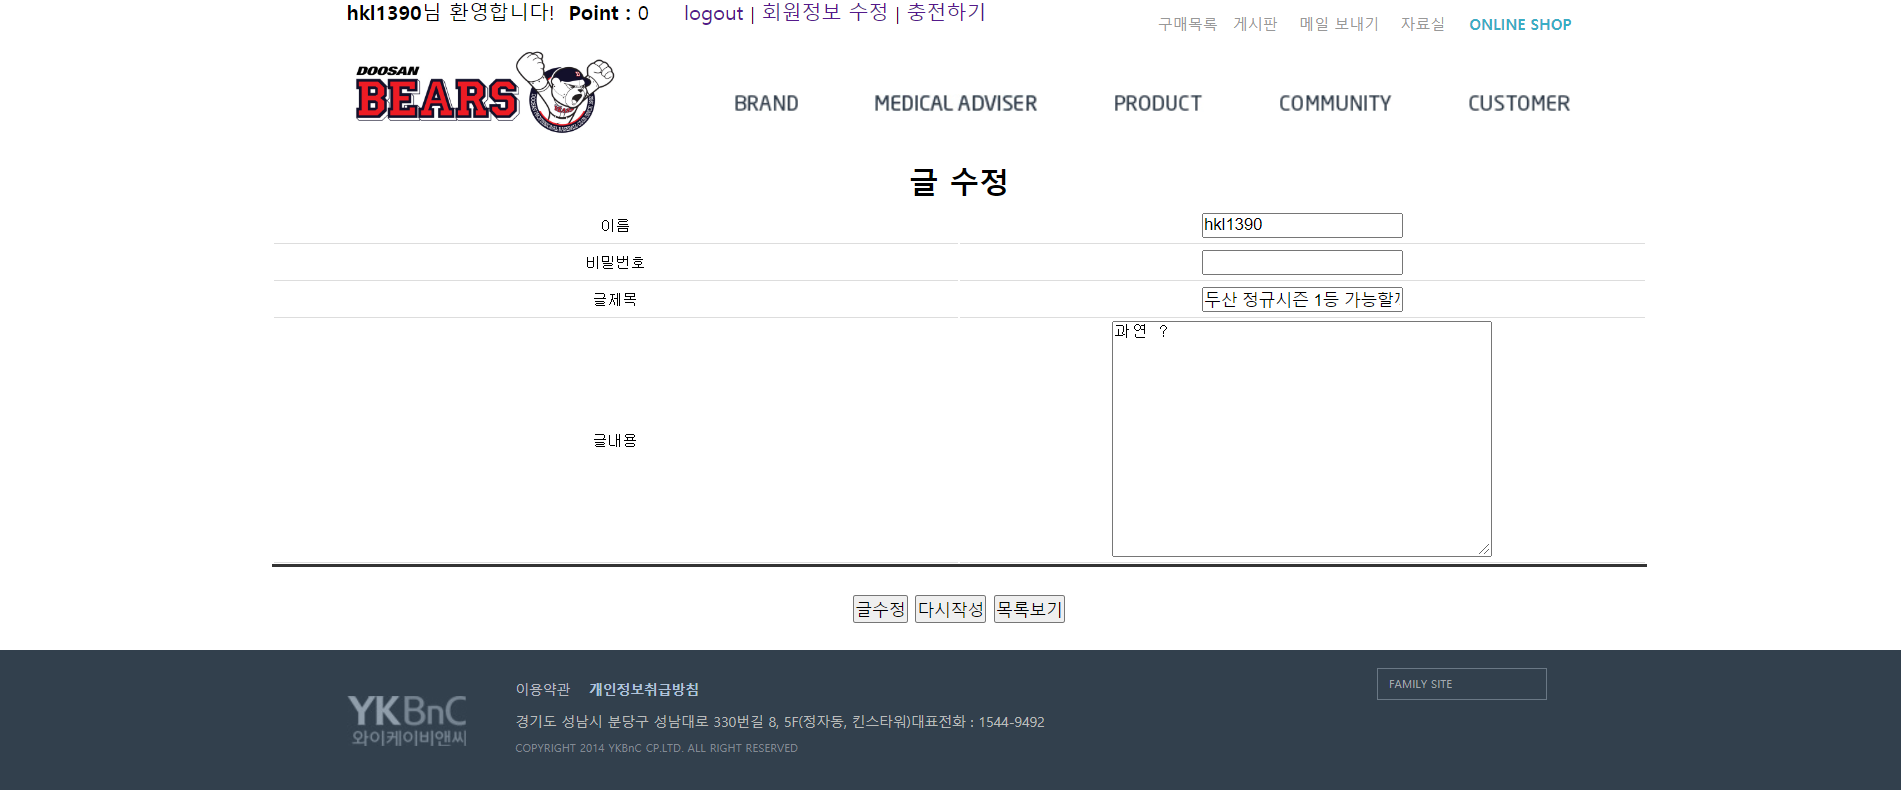 hkl1390님 환영합니다! Point : 0 logout | 회원정보 수정 | 충전하기
구매목록 게시판 메일 보내기 자료실 ONLINE SHOP
DOOSAN
BEARS
BRAND MEDICAL ADVISER PRODUCT COMMUNITY CUSTOMER
글 수정
이름 hkl1390
비밀번호
글제목 두산 정규시즌 1등 가능할
글내용 과연 ?
글수정 다시작성 목록보기
YKBnC
와이케이비앤씨
이용약관 개인정보취급방침
경기도 성남시 분당구 성남대로 330번길 8, 5F(정자동, 킨스타워)대표전화 : 1544-9492
COPYRIGHT 2014 YKBnC CP.LTD. ALL RIGHT RESERVED
FAMILY SITE